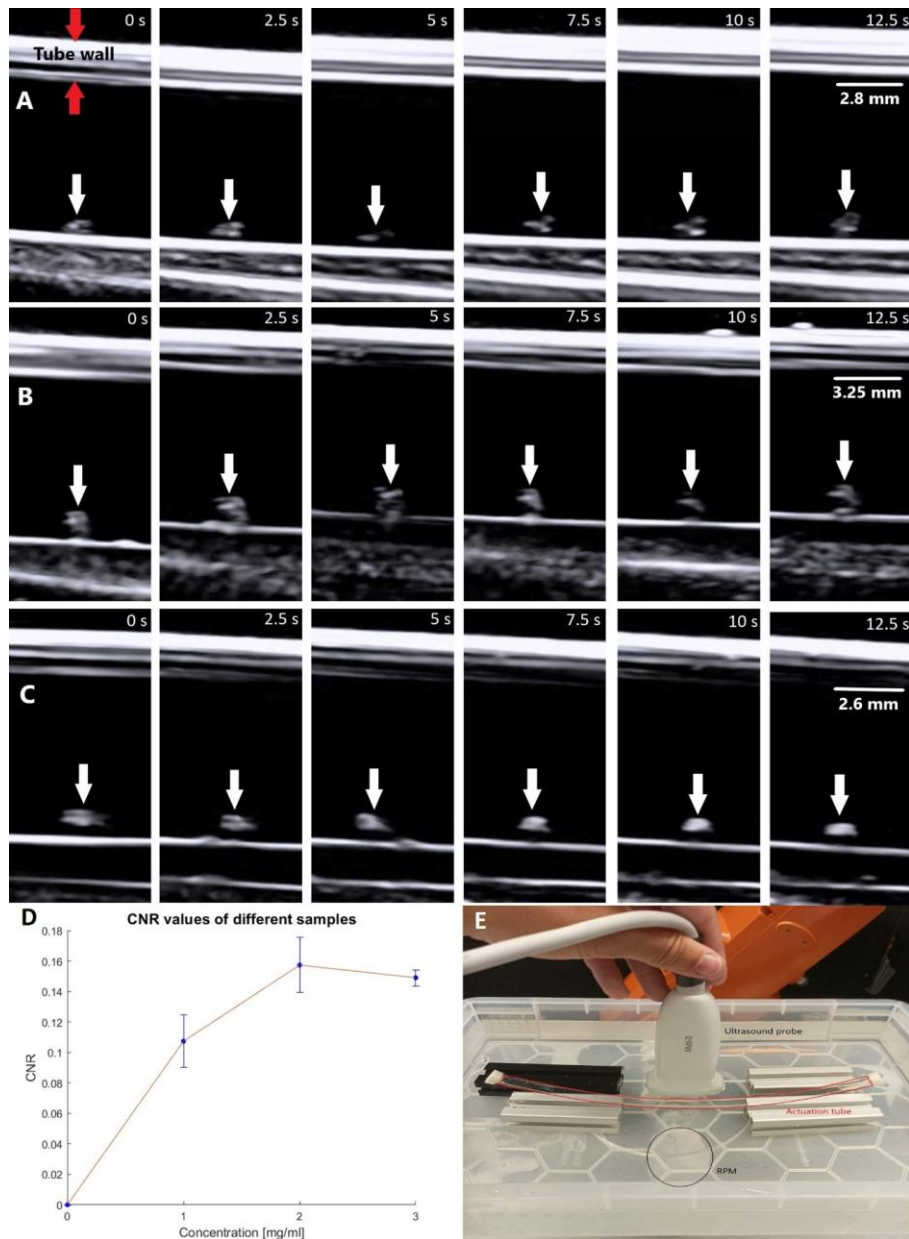 0 s
2.5 s
5 s
7.5 s
10 s
12.5 s
Tube wall
A
2.8 mm
0 s
2.5 s
5 s
7.5 s
10 s
12.5 s
B
3.25 mm
0 s
2.5 s
5 s
7.5 s
10 s
12.5 s
C
2.6 mm
D
CNR values of different samples
0.18
0.16
0.14
0.12
0.1
0.08
0.06
0.04
0.02
0
CNR
0
1
2
3
Concentration [mg/ml]
E
Ultrasound probe
Actuation tube
RPM